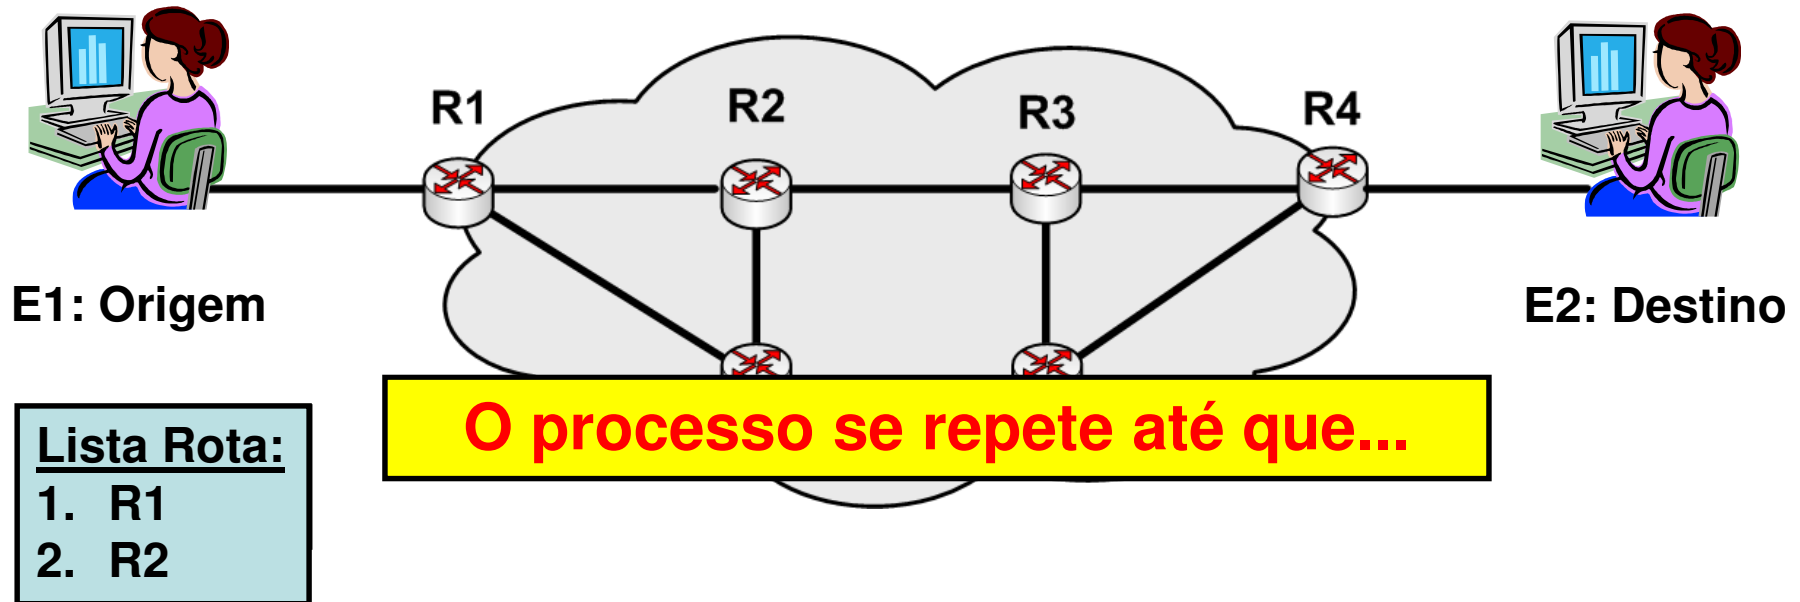 R1
R2
R3
R4
E1: Origem
E2: Destino
O processo se repete até que...
Lista Rota:
1. R1
2. R2